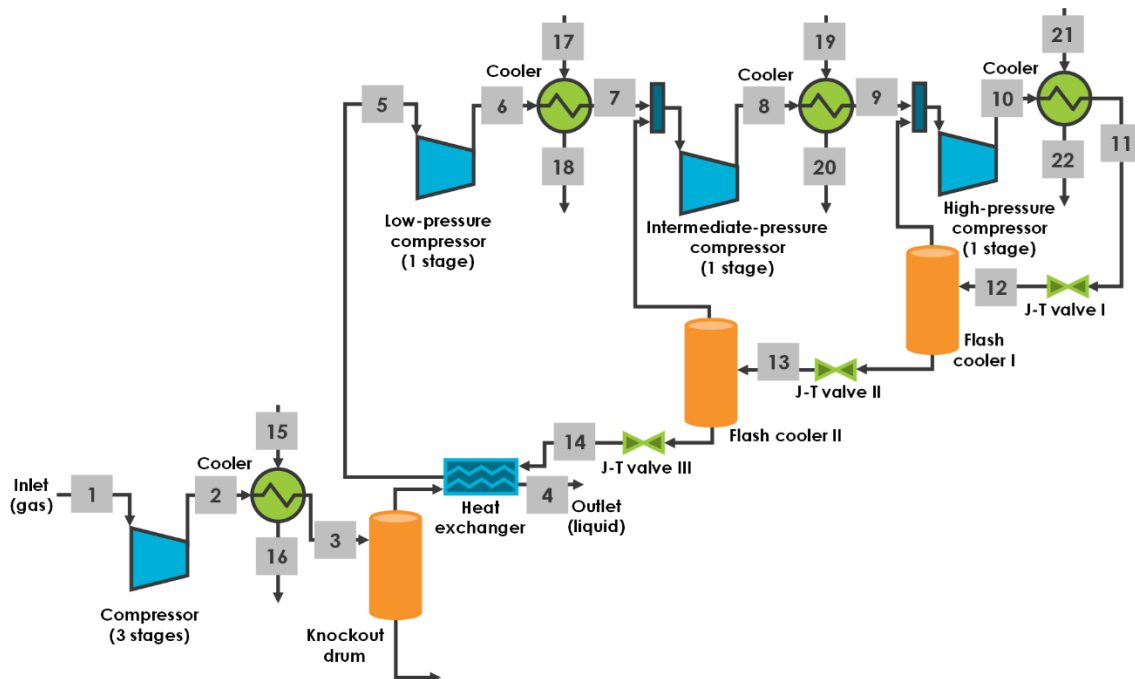 17
19
21
Cooler
Cooler
Cooler
5
6
7
8
9
10
11
18
20
22
Low-pressure
compressor
(1 stage)
Intermediate-pressure
compressor
(1 stage)
High-pressure
compressor
(1 stage)
12
J-T valve I
Flash
cooler I
13
J-T valve II
Flash cooler II
14
J-T valve III
15
Cooler
Inlet
(gas)
1
2
3
4
Heat
exchanger
Outlet
(liquid)
16
Compressor
(3 stages)
Knockout
drum